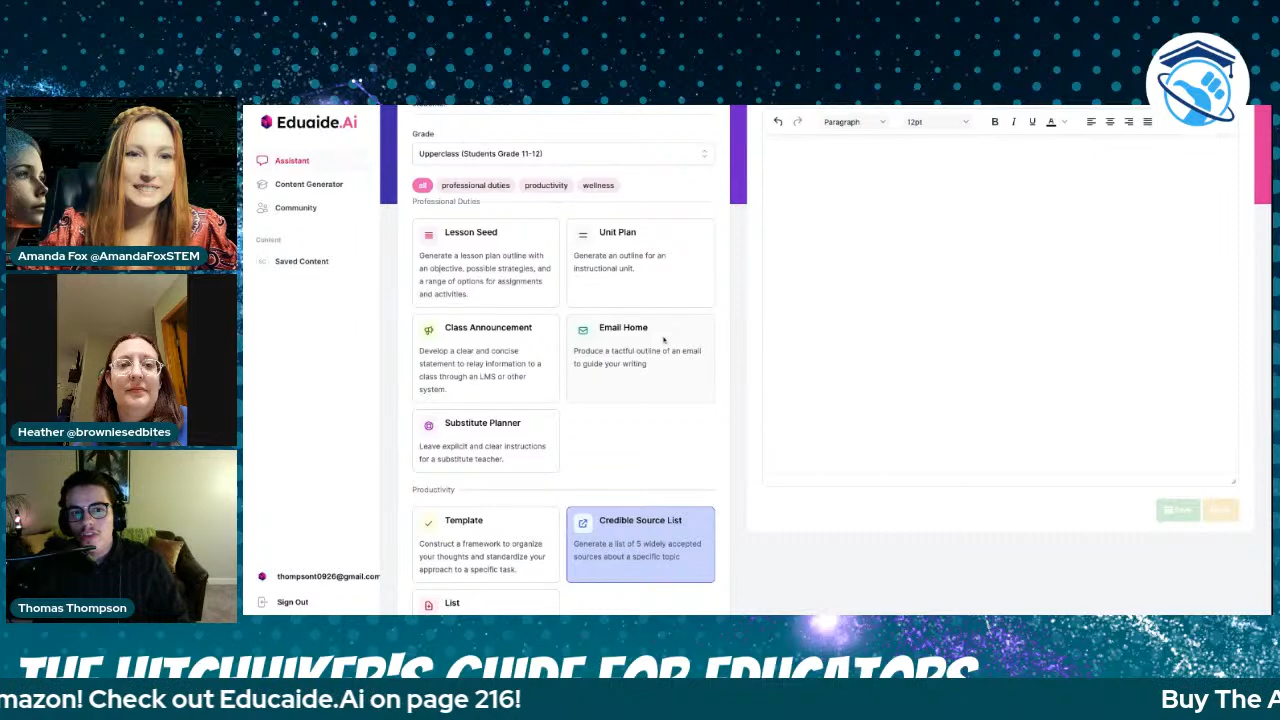 Amanda Fox @AmandaFoxSTEM
Heather @browniesedbites
Thomas Thompson
Eduaide.Ai
Assistant
Content Generator
Community
Content
Saved Content
thompsont0926@gmail.com
Sign Out
Grade
Upperclass (Students Grade 11-12)
all professional duties productivity wellness
Professional Duties
Lesson Seed
Generate a lesson plan outline with
an objective, possible strategies, and
a range of options for assignments
and activities.
Unit Plan
Generate an outline for an
instructional unit.
Class Announcement
Develop a clear and concise
statement to relay information to a
class through an LMS or other
system.
Email Home
Produce a tactful outline of an email
to guide your writing
Substitute Planner
Leave explicit and clear instructions
for a substitute teacher.
Productivity
Template
Construct a framework to organize
your thoughts and standardize your
approach to a specific task.
Credible Source List
Generate a list of 5 widely accepted
sources about a specific topic
List
Paragraph 12pt B I U A
Save
THE HITCHHIKER'S GUIDE FOR EDUCATORS
mazon! Check out Educaide.Ai on page 216! Buy The A